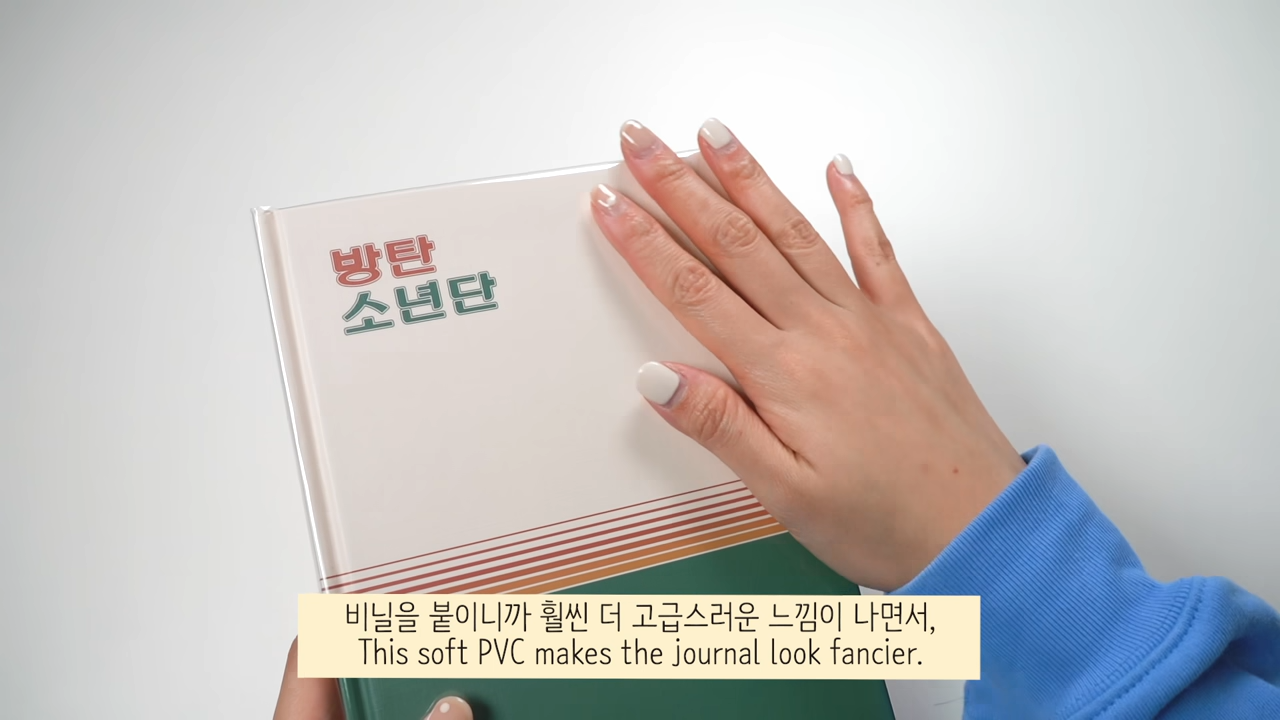 방탄
소년단
비닐을 붙이니까 훨씬 더 고급스러운 느낌이 나면서,
This soft PVC makes the journal look fancier.